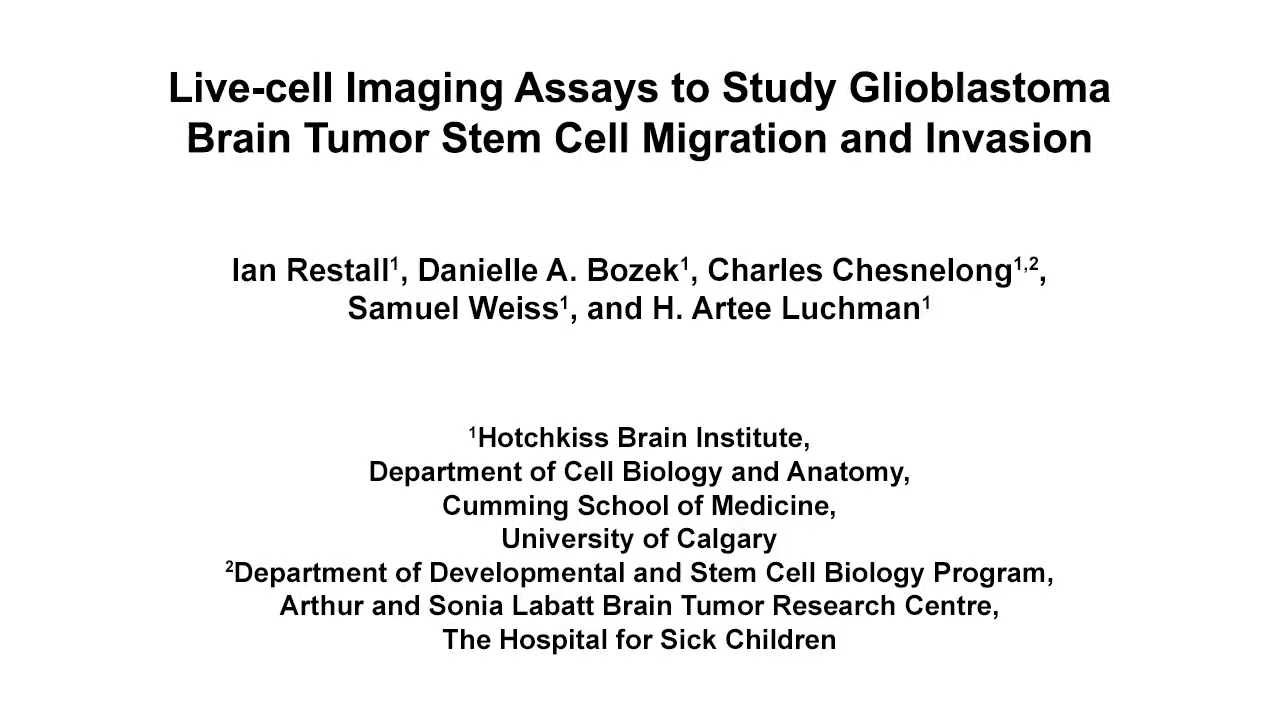 Live-cell Imaging Assays to Study Glioblastoma
Brain Tumor Stem Cell Migration and Invasion
Ian Restall¹, Danielle A. Bozek¹, Charles Chesnelong¹,²,
Samuel Weiss¹, and H. Artee Luchman¹
¹Hotchkiss Brain Institute,
Department of Cell Biology and Anatomy,
Cumming School of Medicine,
University of Calgary
²Department of Developmental and Stem Cell Biology Program,
Arthur and Sonia Labatt Brain Tumor Research Centre,
The Hospital for Sick Children